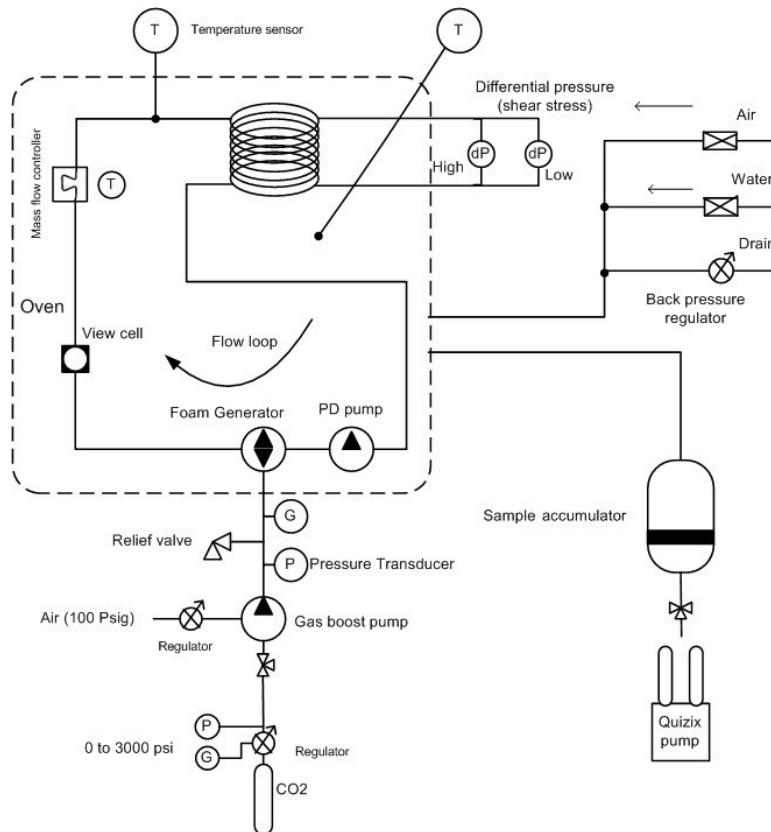 T
Temperature sensor
T
Differential pressure
(shear stress)
Air
Mass flow controller
T
dP
dP
High
Low
Water
Drain
Oven
Back pressure
regulator
View cell
Flow loop
Foam Generator
PD pump
G
Sample accumulator
Relief valve
P
Pressure Transducer
Air (100 Psig)
Gas boost pump
Regulator
P
Quizix
pump
0 to 3000 psi
G
Regulator
CO2